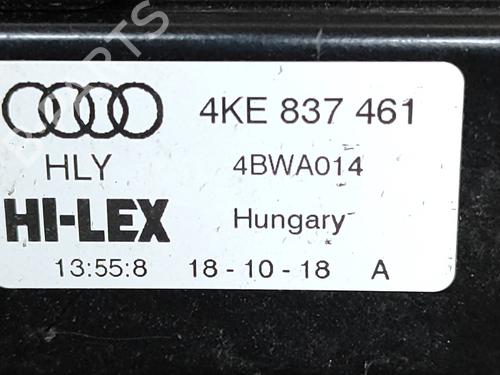 4KE 837 461
HLY 4BWA014
HI-LEX Hungary
13:55:8 18-10-18 A